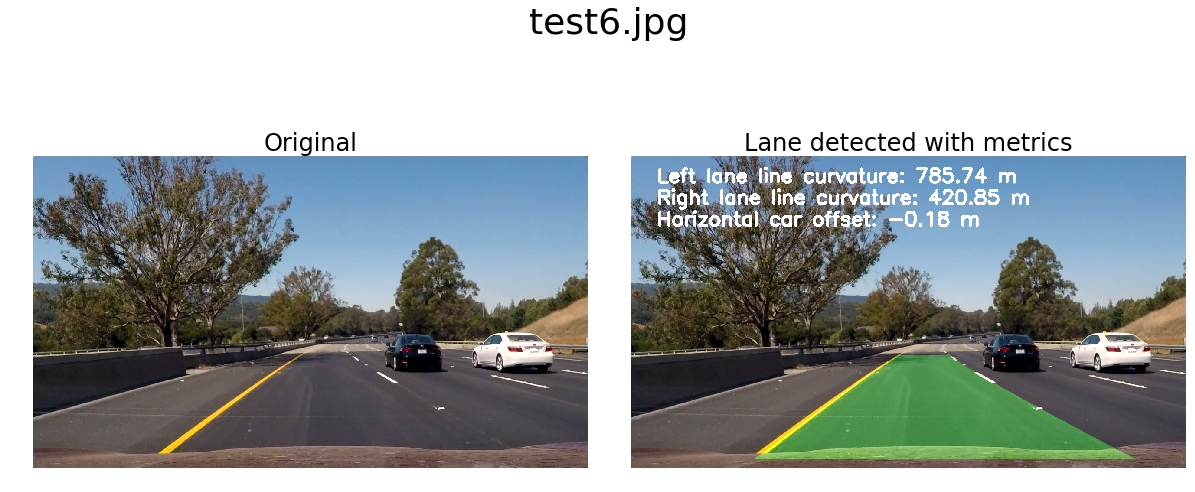 test6.jpg
Original
Lane detected with metrics
Left lane line curvature: 785.74 m
Right lane line curvature: 420.85 m
Horizontal car offset: −0.18 m